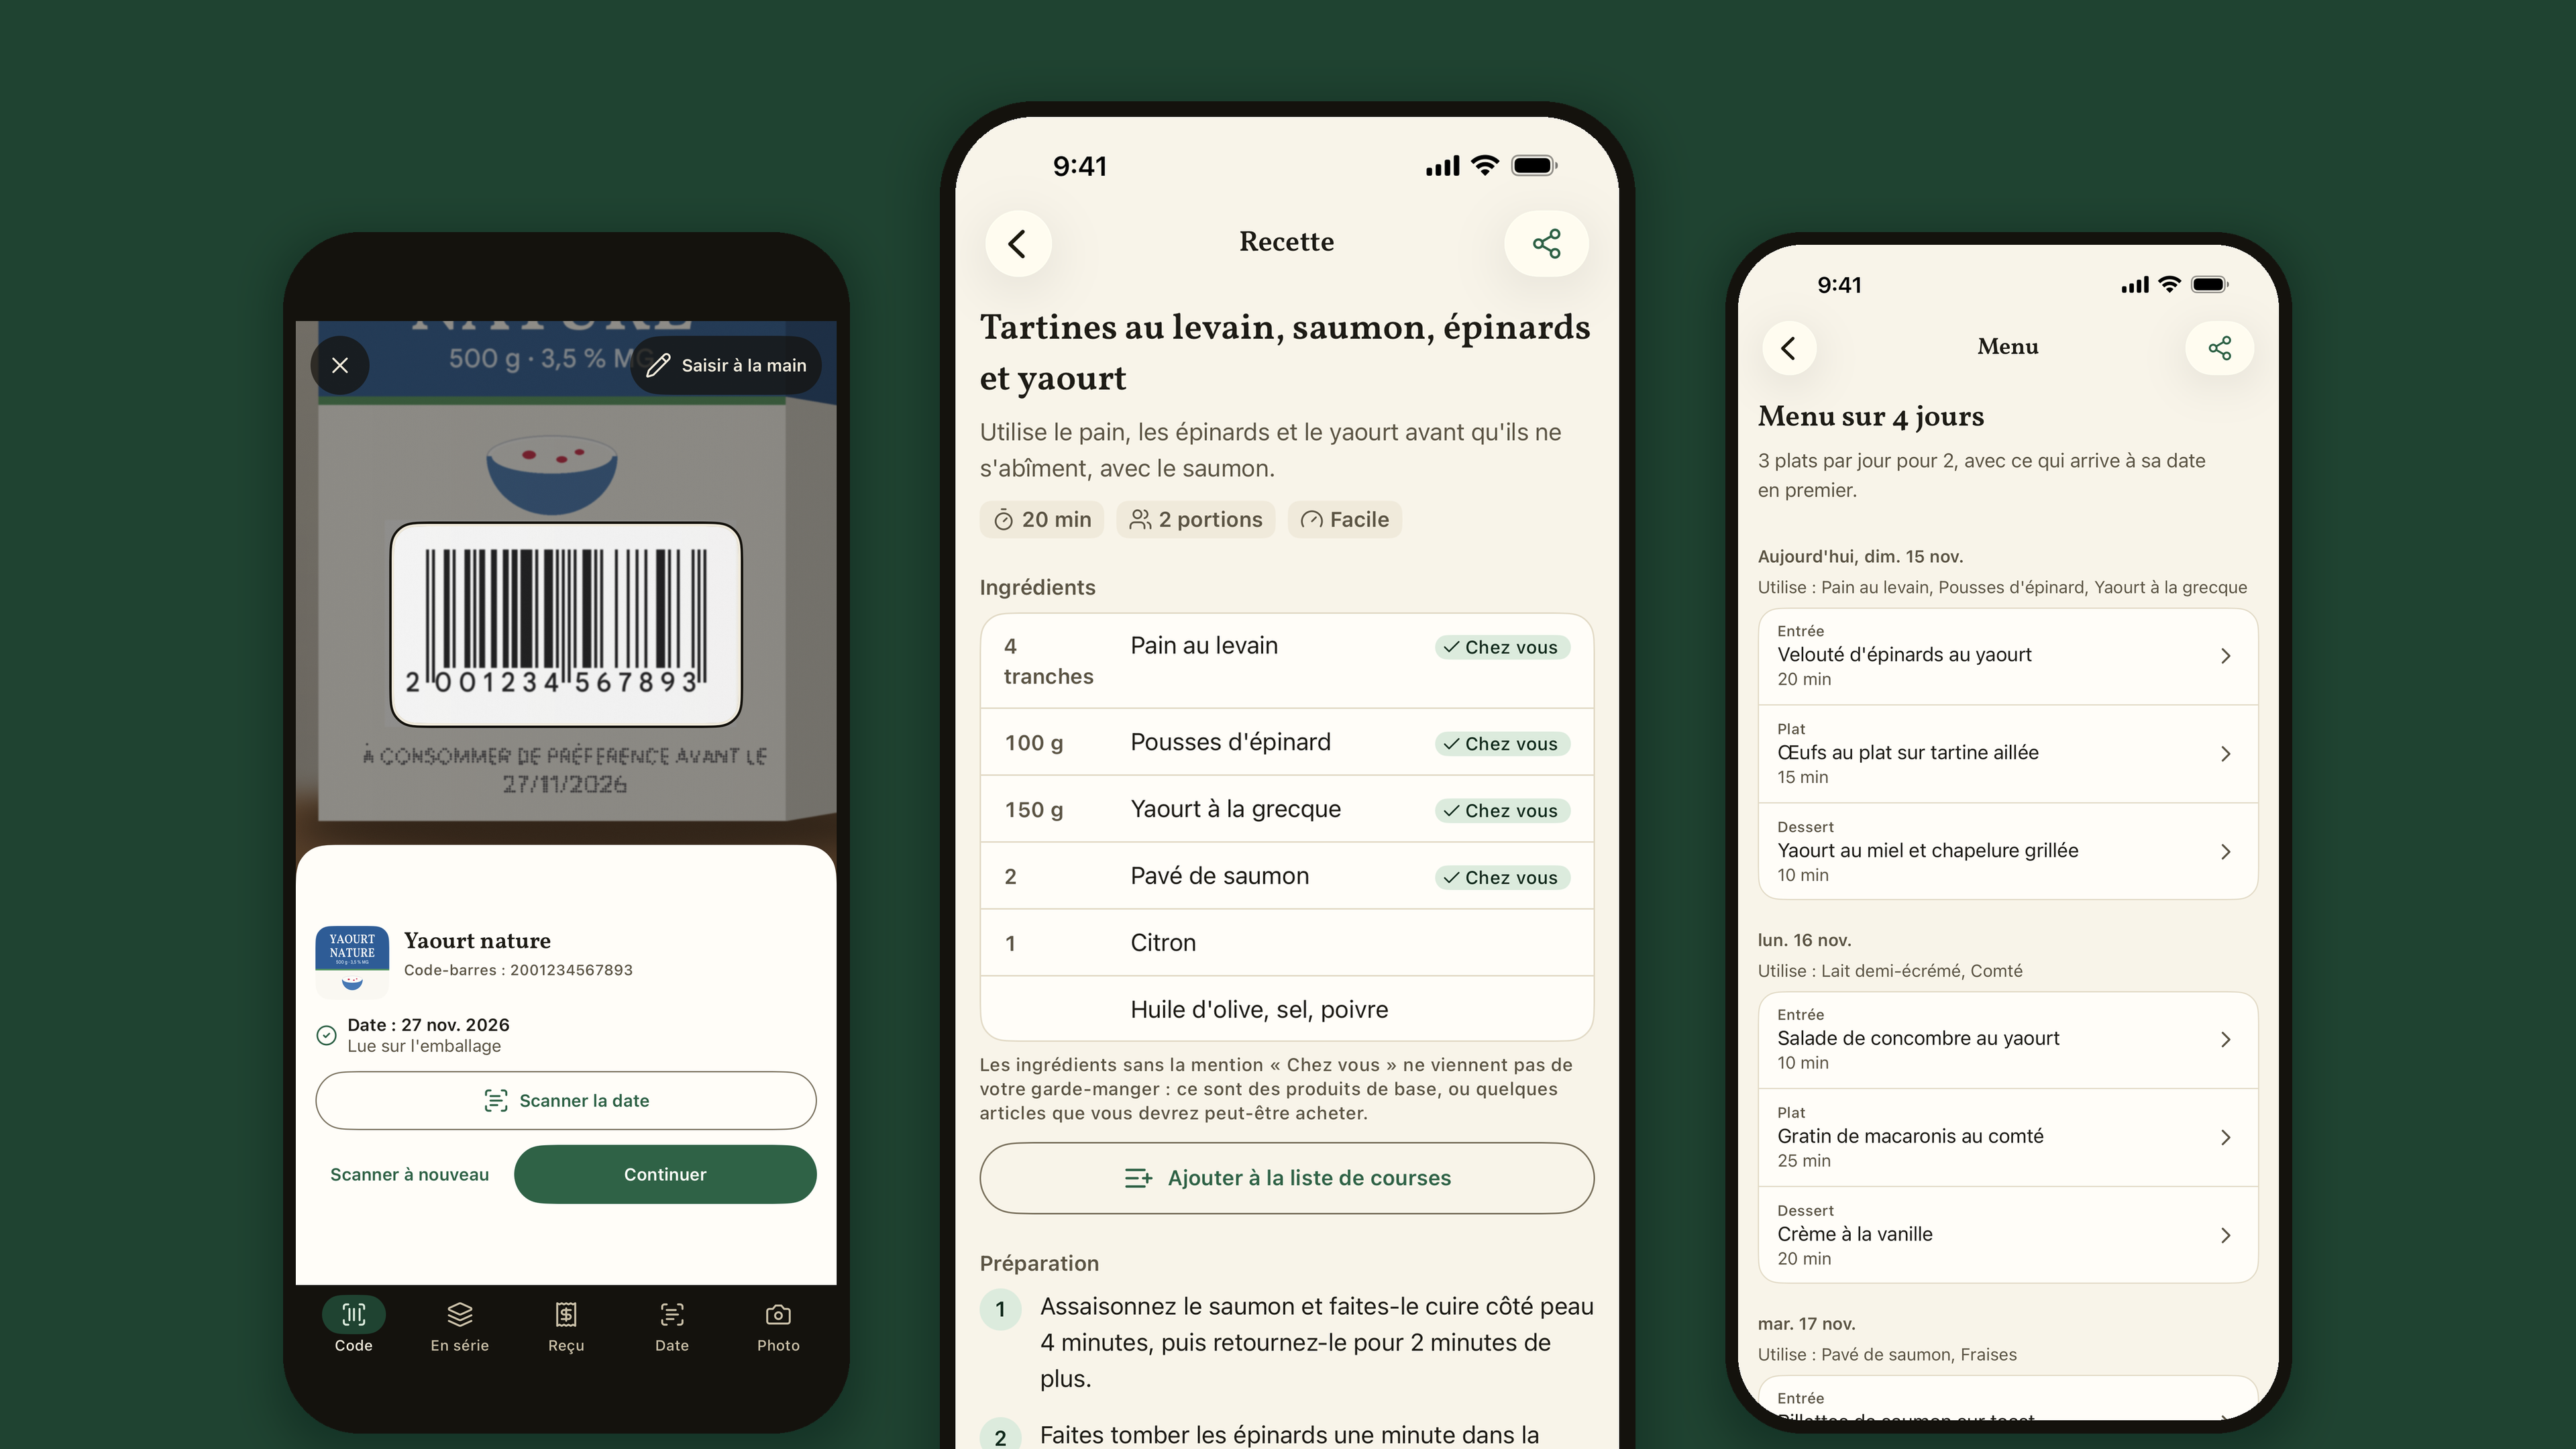 NATURE
500 g · 3,5 % MG
Saisir à la main
2 001234 567893
À CONSOMMER DE PRÉFÉRENCE AVANT LE
27/11/2026
YAOURT
NATURE
500 g · 3,5 % MG
Yaourt nature
Code-barres : 2001234567893
Date : 27 nov. 2026
Lue sur l'emballage
Scanner la date
Scanner à nouveau
Continuer
Code
En série
Reçu
Date
Photo
9:41
Recette
Tartines au levain, saumon, épinards
et yaourt
Utilise le pain, les épinards et le yaourt avant qu'ils ne
s'abîment, avec le saumon.
20 min
2 portions
Facile
Ingrédients
4 tranches
Pain au levain
Chez vous
100 g
Pousses d'épinard
Chez vous
150 g
Yaourt à la grecque
Chez vous
2
Pavé de saumon
Chez vous
1
Citron
Huile d'olive, sel, poivre
Les ingrédients sans la mention « Chez vous » ne viennent pas de
votre garde-manger : ce sont des produits de base, ou quelques
articles que vous devrez peut-être acheter.
Ajouter à la liste de courses
Préparation
1
Assaisonnez le saumon et faites-le cuire côté peau
4 minutes, puis retournez-le pour 2 minutes de
plus.
2
Faites tomber les épinards une minute dans la
9:41
Menu
Menu sur 4 jours
3 plats par jour pour 2, avec ce qui arrive à sa date
en premier.
Aujourd'hui, dim. 15 nov.
Utilise : Pain au levain, Pousses d'épinard, Yaourt à la grecque
Entrée
Velouté d'épinards au yaourt
20 min
Plat
Œufs au plat sur tartine aillée
15 min
Dessert
Yaourt au miel et chapelure grillée
10 min
lun. 16 nov.
Utilise : Lait demi-écrémé, Comté
Entrée
Salade de concombre au yaourt
10 min
Plat
Gratin de macaronis au comté
25 min
Dessert
Crème à la vanille
20 min
mar. 17 nov.
Utilise : Pavé de saumon, Fraises
Entrée
Rillettes de saumon sur toast